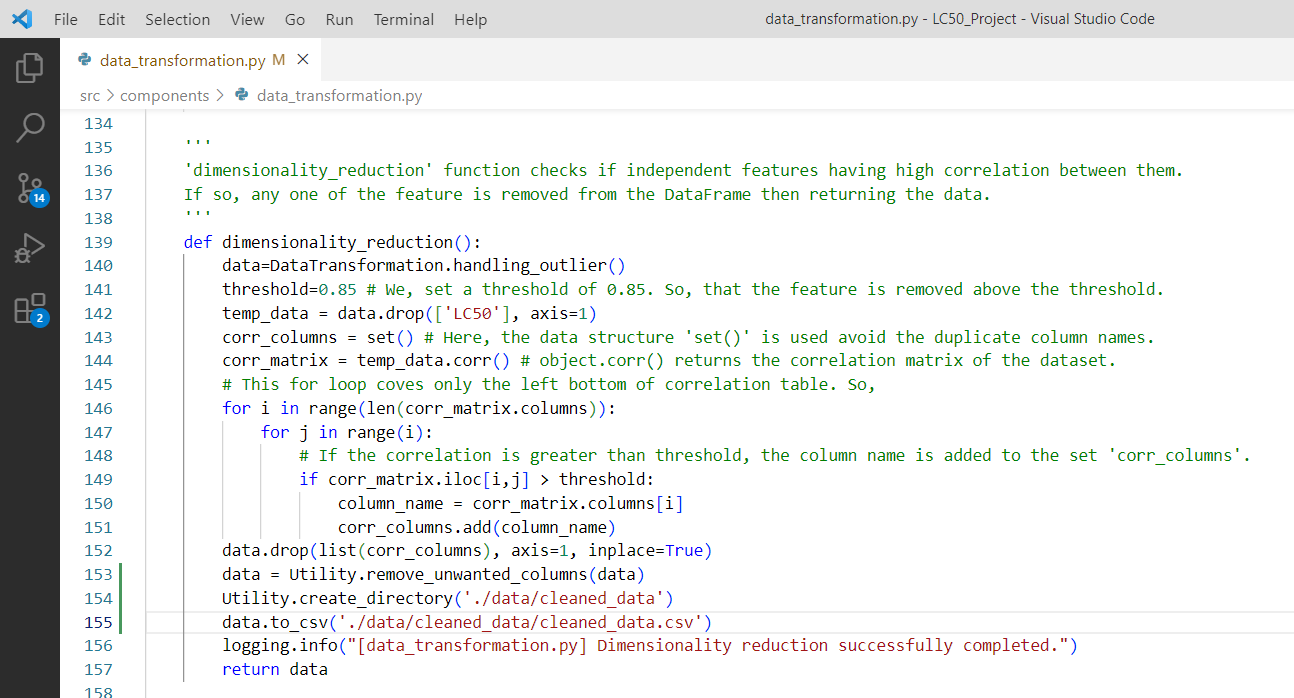 File Edit Selection View Go Run Terminal Help data_transformation.py - LC50_Project - Visual Studio Code
data_transformation.py M
src > components > data_transformation.py
134
135 '''
136 'dimensionality_reduction' function checks if independent features having high correlation between them.
137 If so, any one of the feature is removed from the DataFrame then returning the data.
138 '''
139 def dimensionality_reduction():
140 data=DataTransformation.handling_outlier()
141 threshold=0.85 # We, set a threshold of 0.85. So, that the feature is removed above the threshold.
142 temp_data = data.drop(['LC50'], axis=1)
143 corr_columns = set() # Here, the data structure 'set()' is used avoid the duplicate column names.
144 corr_matrix = temp_data.corr() # object.corr() returns the correlation matrix of the dataset.
145 # This for loop coves only the left bottom of correlation table. So,
146 for i in range(len(corr_matrix.columns)):
147 for j in range(i):
148 # If the correlation is greater than threshold, the column name is added to the set 'corr_columns'.
149 if corr_matrix.iloc[i,j] > threshold:
150 column_name = corr_matrix.columns[i]
151 corr_columns.add(column_name)
152 data.drop(list(corr_columns), axis=1, inplace=True)
153 data = Utility.remove_unwanted_columns(data)
154 Utility.create_directory('./data/cleaned_data')
155 data.to_csv('./data/cleaned_data/cleaned_data.csv')
156 logging.info("[data_transformation.py] Dimensionality reduction successfully completed.")
157 return data
158
14
2